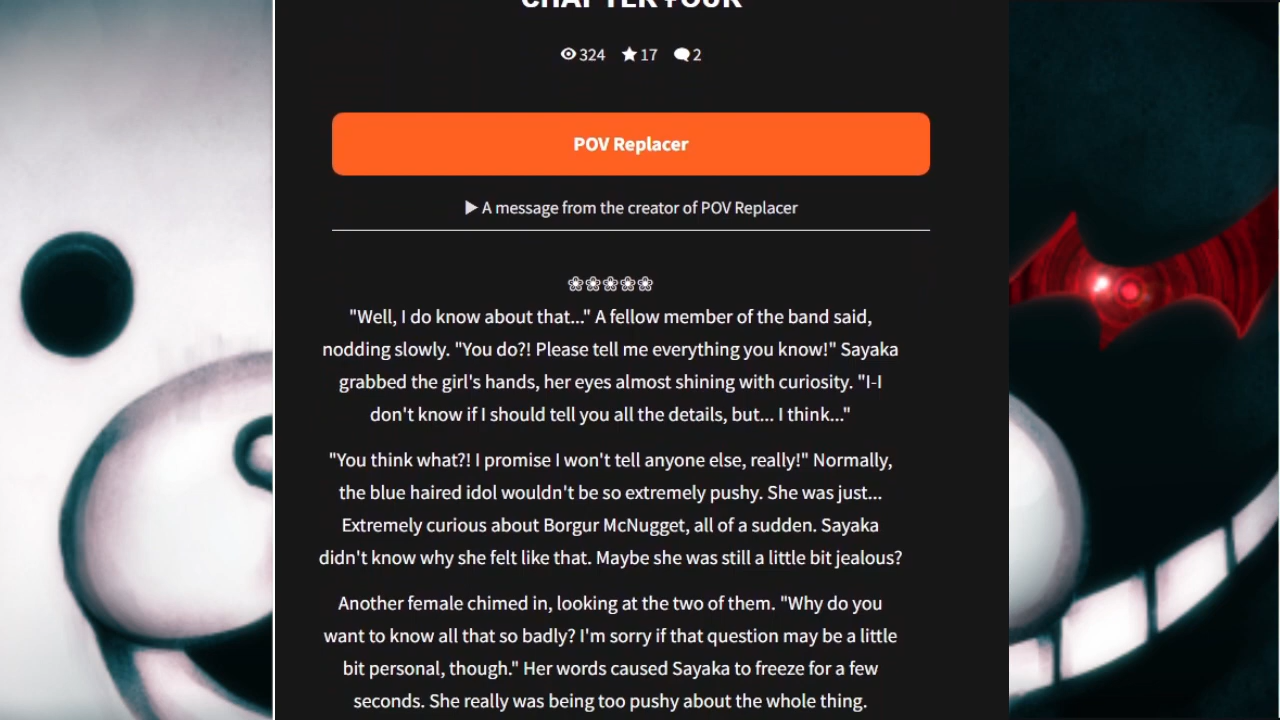 CHAPTER FOUR
324 17 2
POV Replacer
▶ A message from the creator of POV Replacer
❀❀❀❀❀
"Well, I do know about that..." A fellow member of the band said,
nodding slowly. "You do?! Please tell me everything you know!" Sayaka
grabbed the girl's hands, her eyes almost shining with curiosity. "I-I
don't know if I should tell you all the details, but... I think..."
"You think what?! I promise I won't tell anyone else, really!" Normally,
the blue haired idol wouldn't be so extremely pushy. She was just...
Extremely curious about Borgur McNugget, all of a sudden. Sayaka
didn't know why she felt like that. Maybe she was still a little bit jealous?
Another female chimed in, looking at the two of them. "Why do you
want to know all that so badly? I'm sorry if that question may be a little
bit personal, though." Her words caused Sayaka to freeze for a few
seconds. She really was being too pushy about the whole thing.